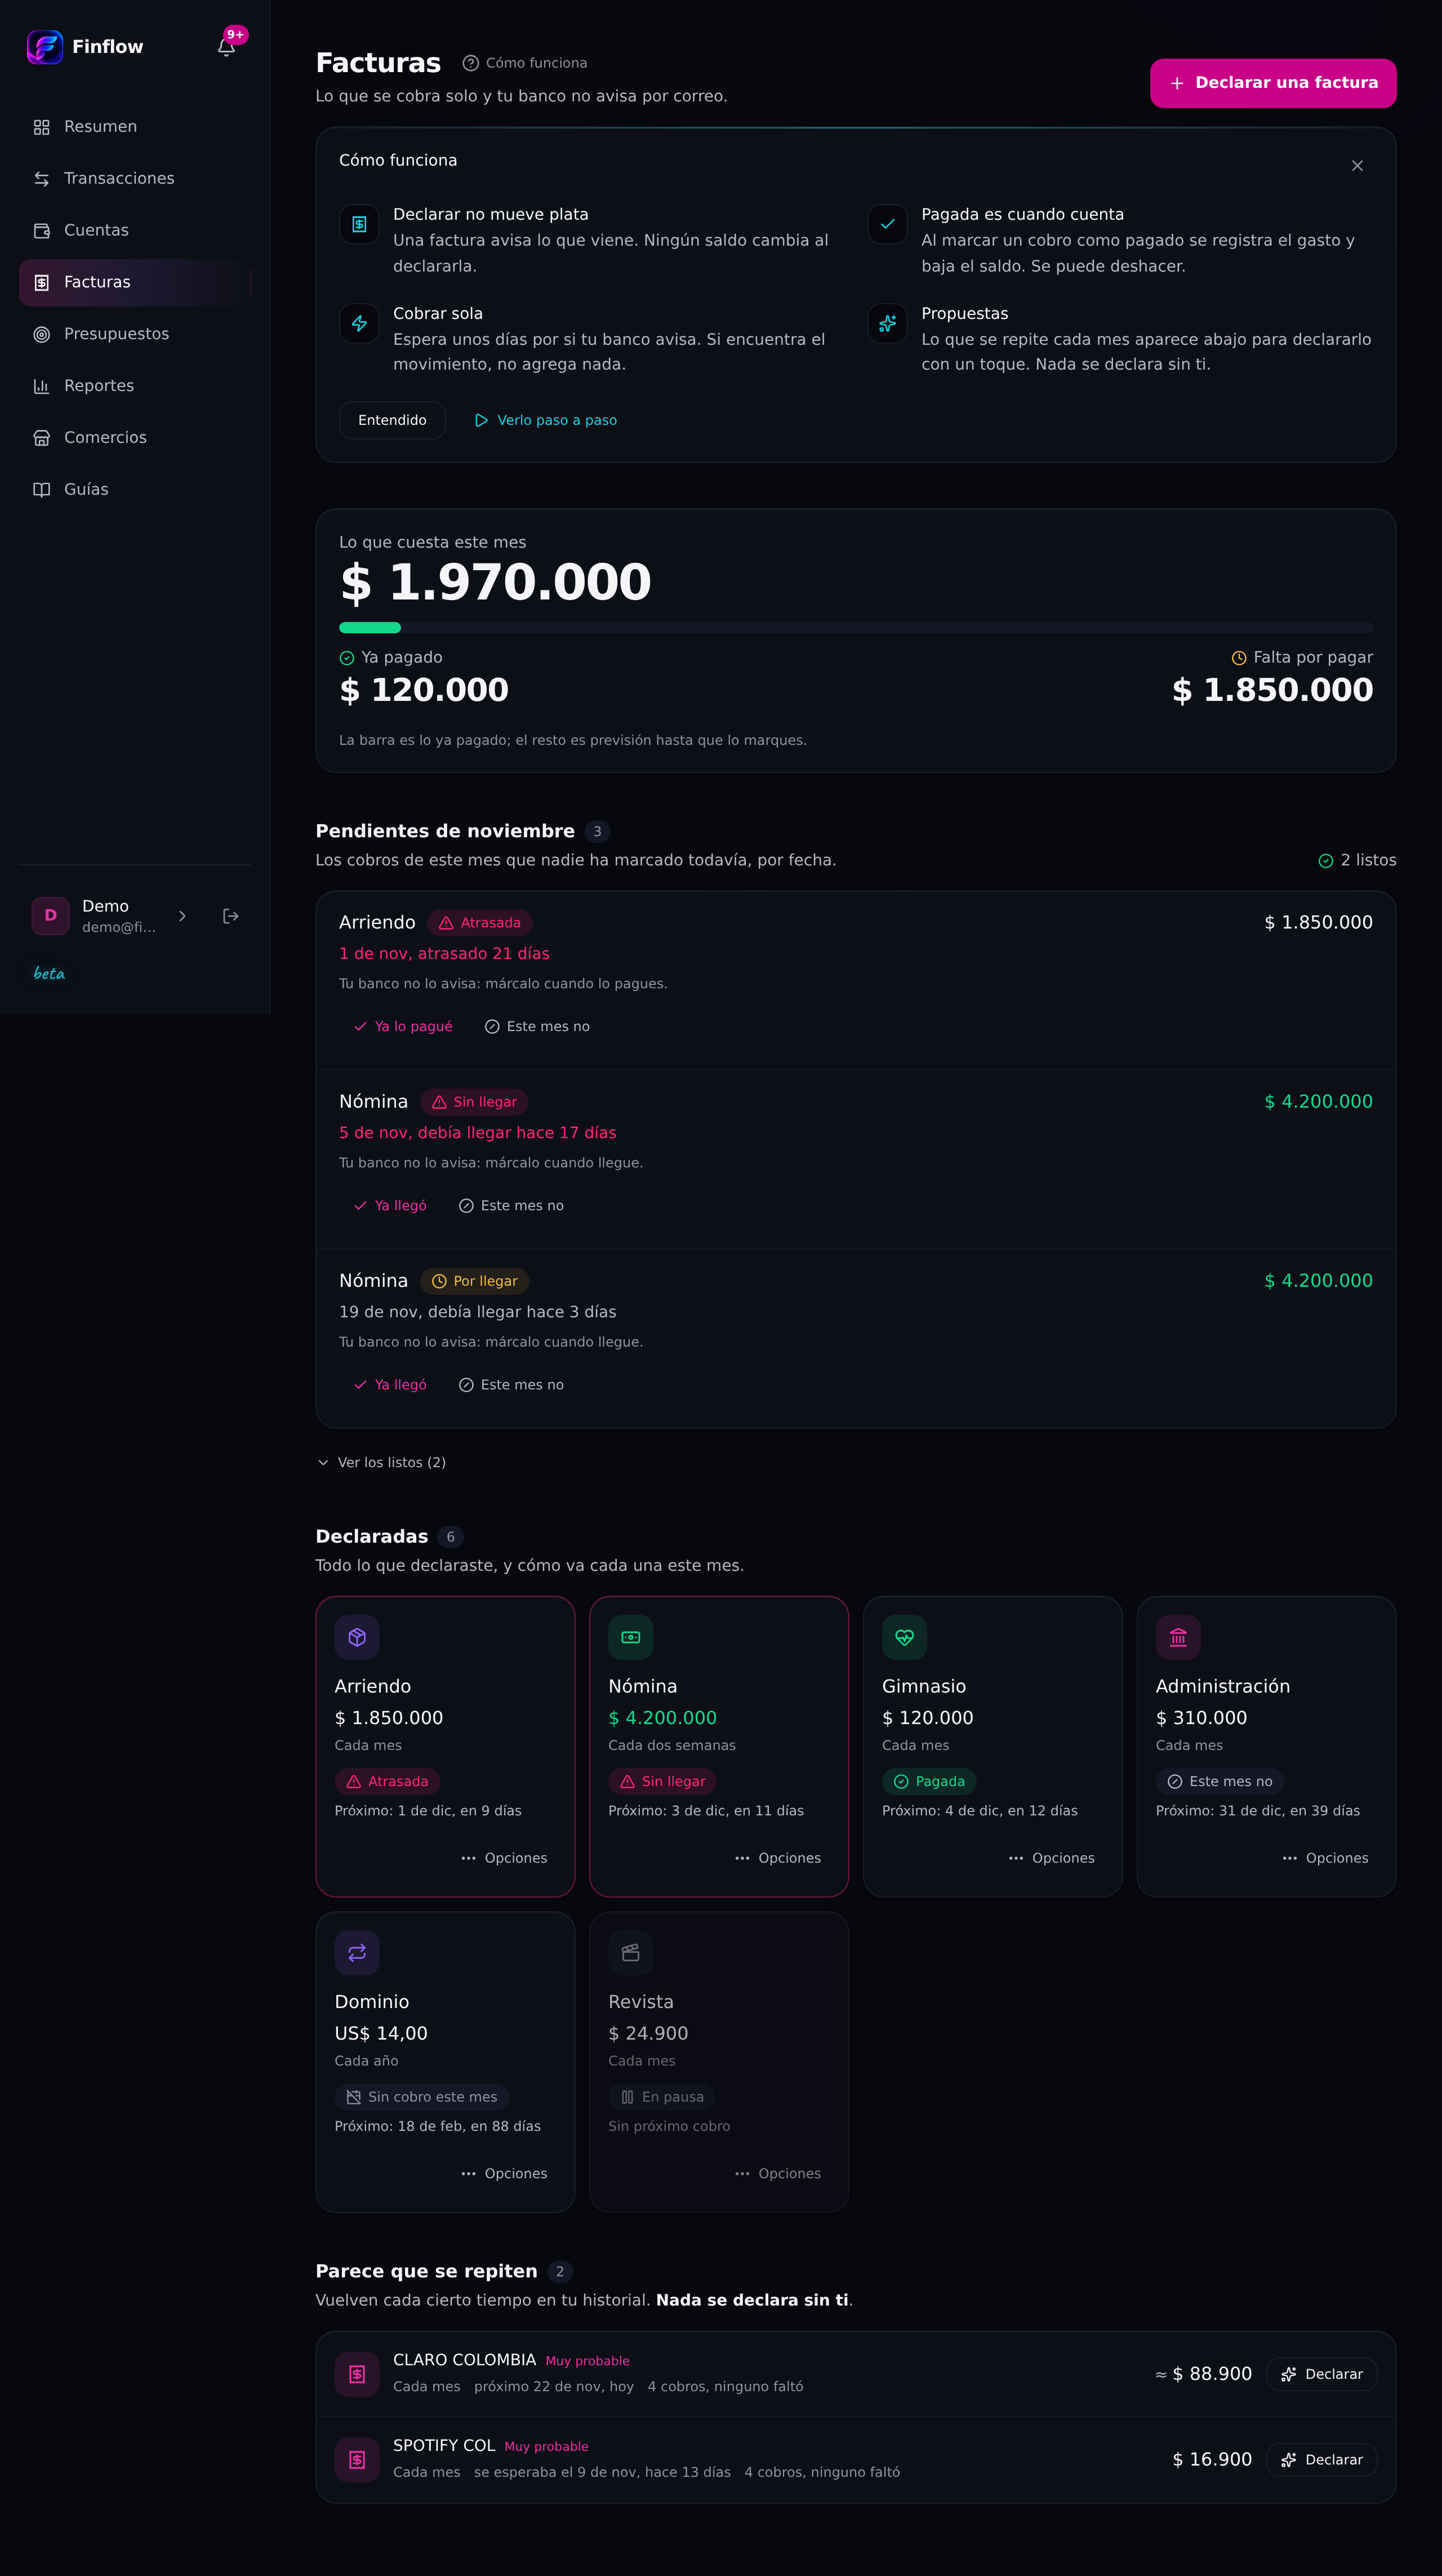 Finflow
9+
Resumen
Transacciones
Cuentas
Facturas
Presupuestos
Reportes
Comercios
Guías
D
Demo
demo@fi...
beta
Facturas
Cómo funciona
Lo que se cobra solo y tu banco no avisa por correo.
+ Declarar una factura
Cómo funciona
Declarar no mueve plata
Una factura avisa lo que viene. Ningún saldo cambia al
declararla.
Pagada es cuando cuenta
Al marcar un cobro como pagado se registra el gasto y
baja el saldo. Se puede deshacer.
Cobrar sola
Espera unos días por si tu banco avisa. Si encuentra el
movimiento, no agrega nada.
Propuestas
Lo que se repite cada mes aparece abajo para declararlo
con un toque. Nada se declara sin ti.
Entendido
Verlo paso a paso
Lo que cuesta este mes
$ 1.970.000
Ya pagado
$ 120.000
Falta por pagar
$ 1.850.000
La barra es lo ya pagado; el resto es previsión hasta que lo marques.
Pendientes de noviembre 3
Los cobros de este mes que nadie ha marcado todavía, por fecha.
2 listos
Arriendo Atrasada $ 1.850.000
1 de nov, atrasado 21 días
Tu banco no lo avisa: márcalo cuando lo pagues.
Ya lo pagué Este mes no
Nómina Sin llegar $ 4.200.000
5 de nov, debía llegar hace 17 días
Tu banco no lo avisa: márcalo cuando llegue.
Ya llegó Este mes no
Nómina Por llegar $ 4.200.000
19 de nov, debía llegar hace 3 días
Tu banco no lo avisa: márcalo cuando llegue.
Ya llegó Este mes no
Ver los listos (2)
Declaradas 6
Todo lo que declaraste, y cómo va cada una este mes.
Arriendo
$ 1.850.000
Cada mes
Atrasada
Próximo: 1 de dic, en 9 días
Opciones
Nómina
$ 4.200.000
Cada dos semanas
Sin llegar
Próximo: 3 de dic, en 11 días
Opciones
Gimnasio
$ 120.000
Cada mes
Pagada
Próximo: 4 de dic, en 12 días
Opciones
Administración
$ 310.000
Cada mes
Este mes no
Próximo: 31 de dic, en 39 días
Opciones
Dominio
US$ 14,00
Cada año
Sin cobro este mes
Próximo: 18 de feb, en 88 días
Opciones
Revista
$ 24.900
Cada mes
En pausa
Sin próximo cobro
Opciones
Parece que se repiten 2
Vuelven cada cierto tiempo en tu historial. Nada se declara sin ti.
CLARO COLOMBIA Muy probable
Cada mes próximo 22 de nov, hoy 4 cobros, ninguno faltó
≈ $ 88.900 Declarar
SPOTIFY COL Muy probable
Cada mes se esperaba el 9 de nov, hace 13 días 4 cobros, ninguno faltó
$ 16.900 Declarar